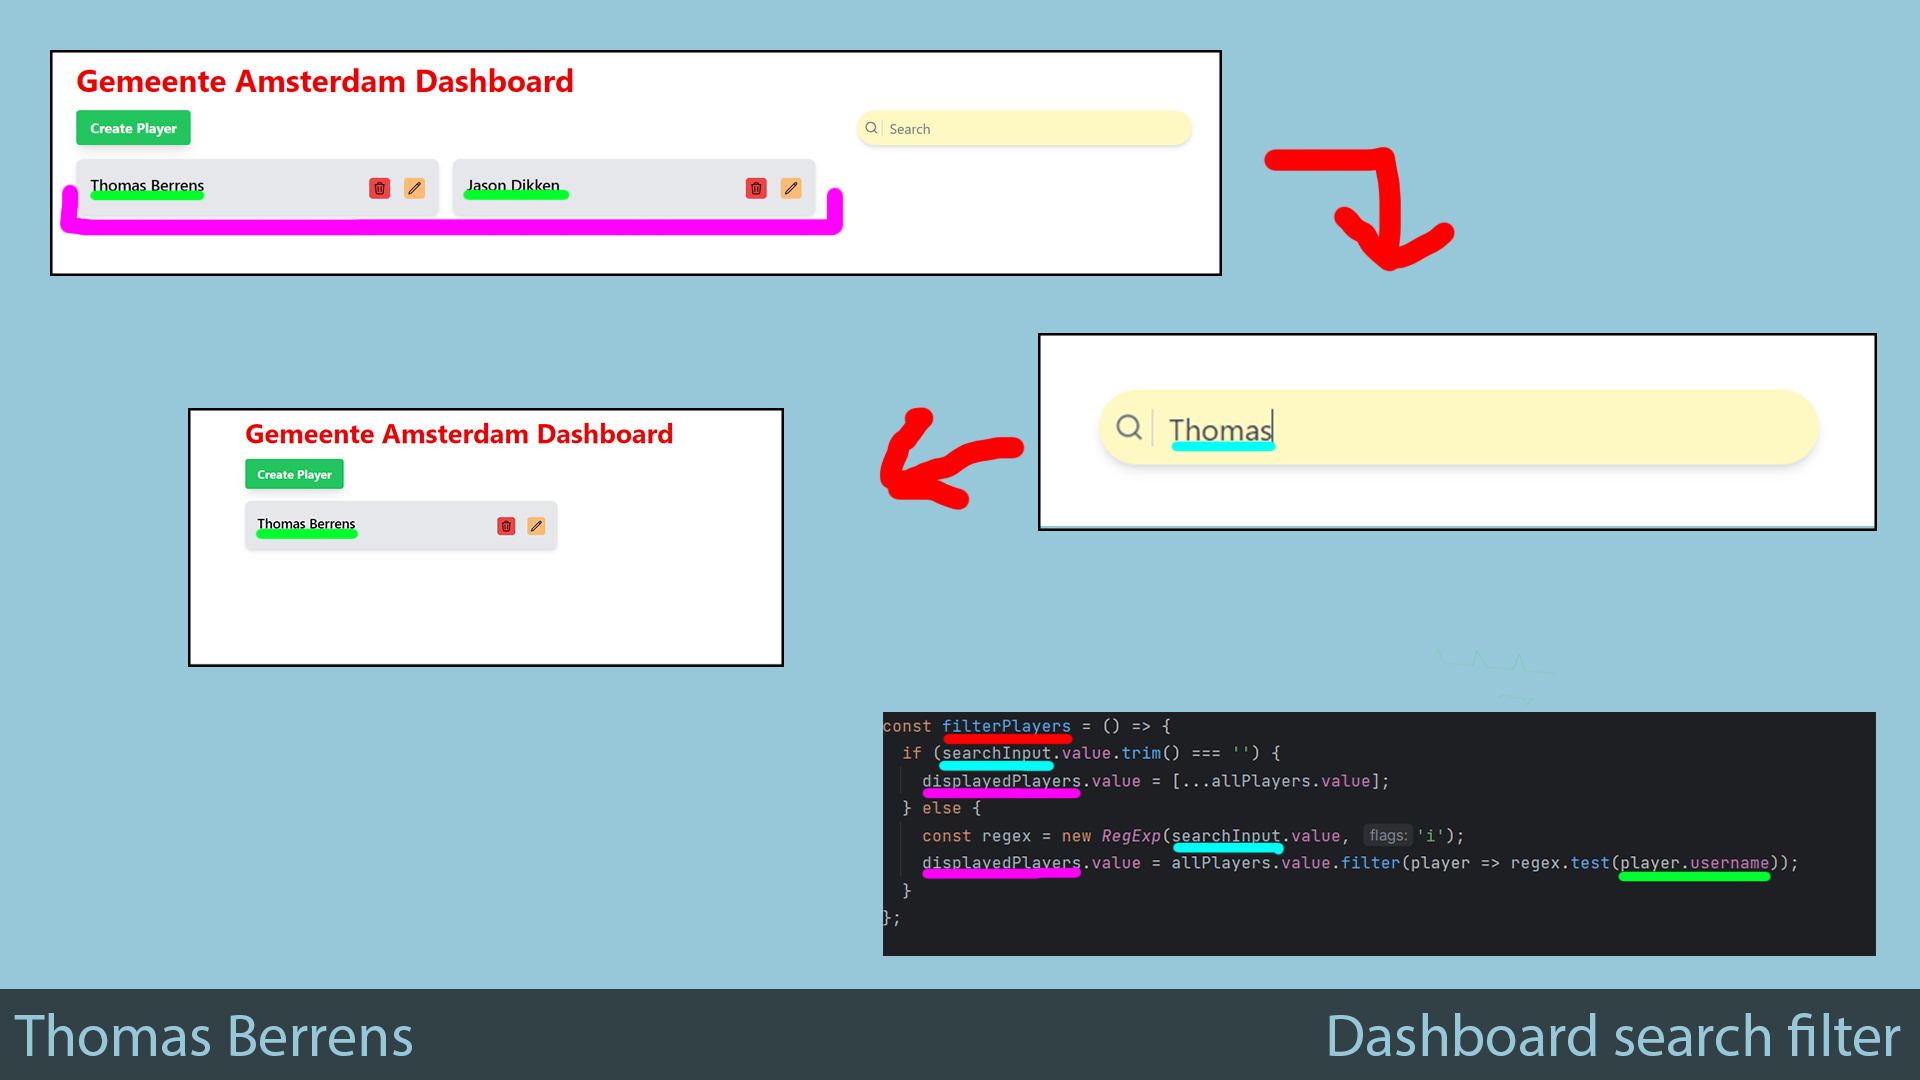 Gemeente Amsterdam Dashboard
Create Player
Search
Thomas Berrens
Jason Dikken
Thomas
Gemeente Amsterdam Dashboard
Create Player
Thomas Berrens
const filterPlayers = () => {
if (searchInput.value.trim() === '') {
displayedPlayers.value = [...allPlayers.value];
} else {
const regex = new RegExp(searchInput.value, flags: 'i');
displayedPlayers.value = allPlayers.value.filter(player => regex.test(player.username));
}
};
Thomas Berrens
Dashboard search filter